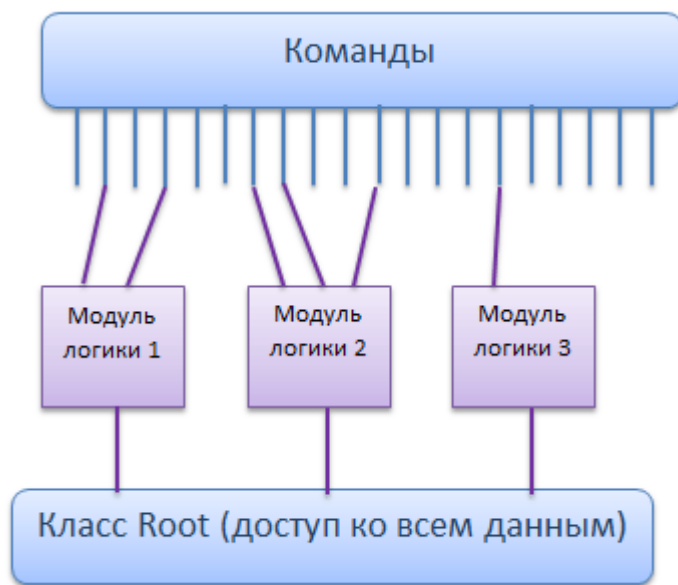 Команды
Модуль
логики 1
Модуль
логики 2
Модуль
логики 3
Класс Root (доступ ко всем данным)